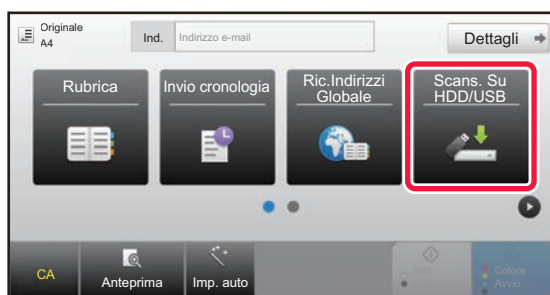 Originale
A4
Ind.
Indirizzo e-mail
Dettagli
Rubrica
Invio cronologia
Ric.Indirizzi
Globale
Scans. Su
HDD/USB
CA
Anteprima
Imp. auto
B/N
Avvio
Colore
Avvio